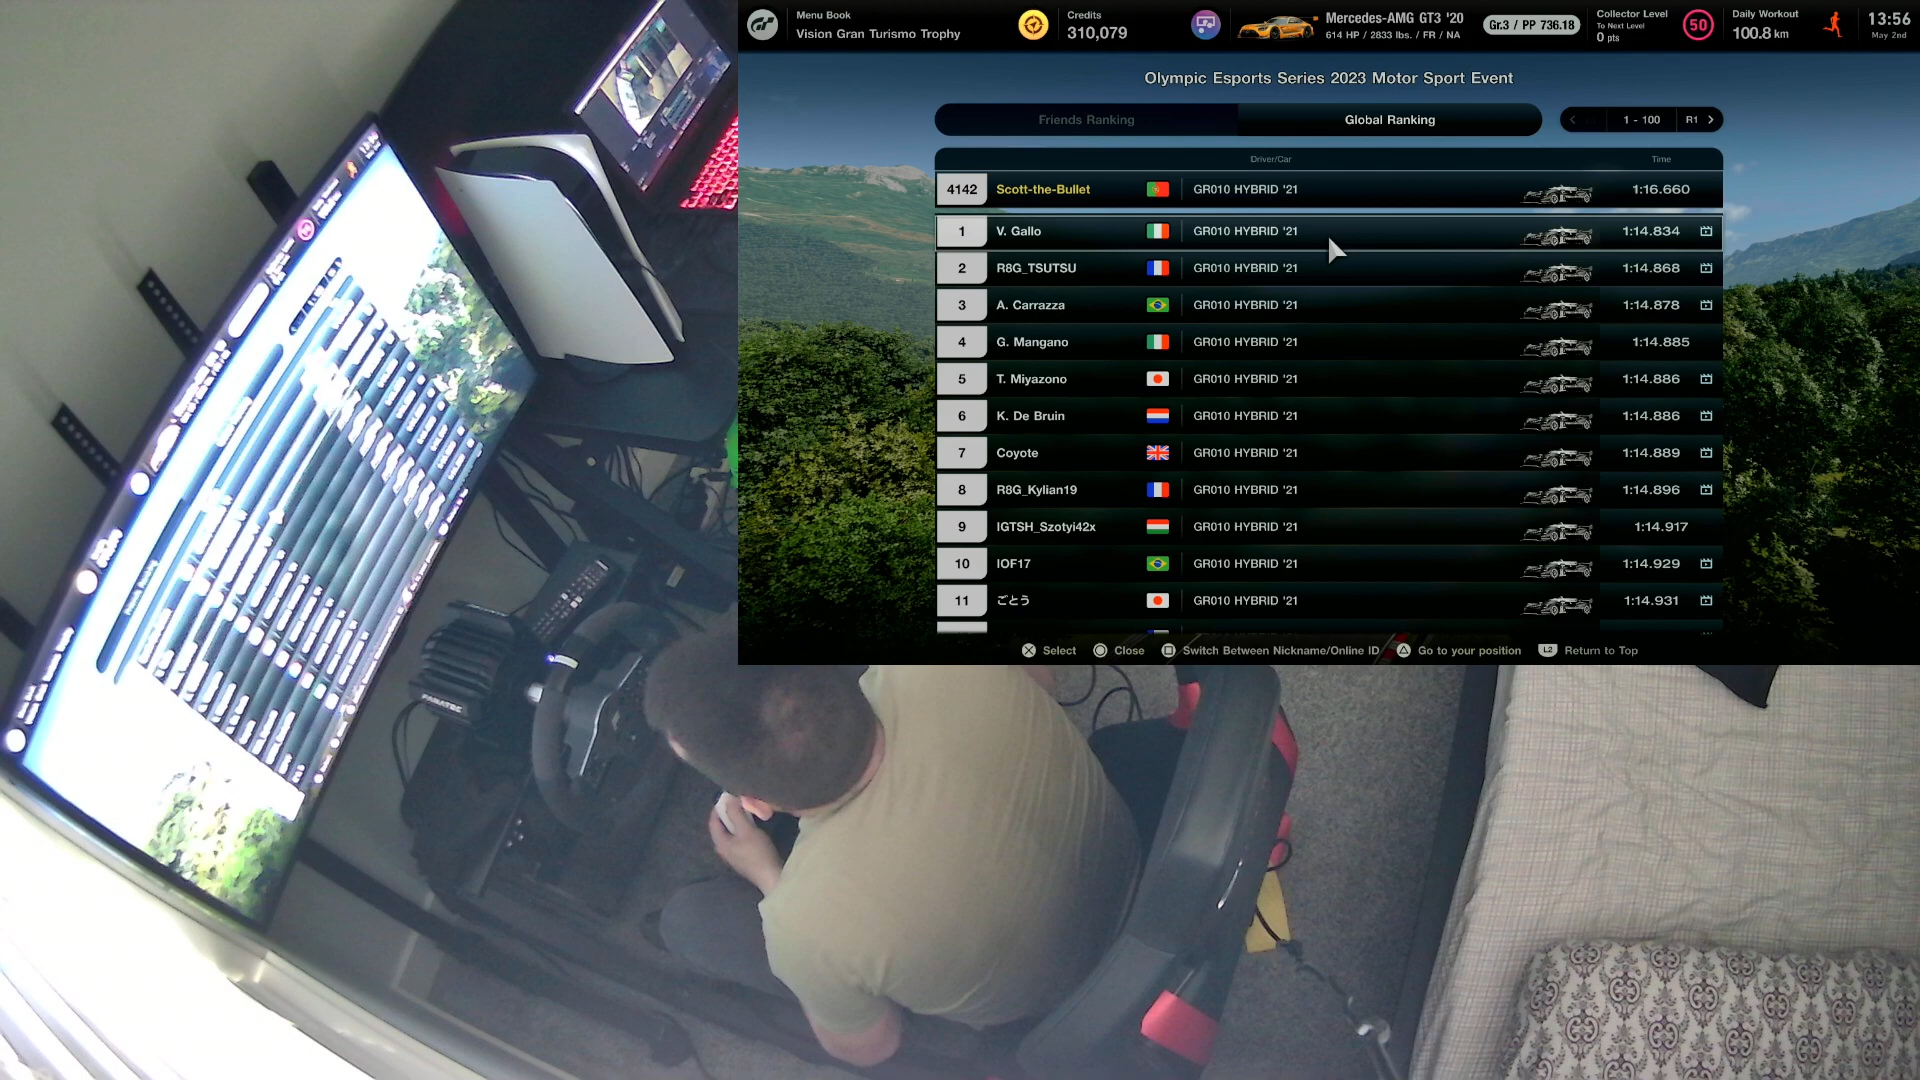 Menu Book
Vision Gran Turismo Trophy
Credits
310,079
Mercedes-AMG GT3 '20
614 HP / 2833 lbs. / FR / NA
Gr.3 / PP 736.18
Collector Level
To Next Level
0 pts
50
Daily Workout
100.8 km
13:56
May 2nd
Olympic Esports Series 2023 Motor Sport Event
Friends Ranking
Global Ranking
1 - 100
R1
Driver/Car
Time
4142 Scott-the-Bullet GR010 HYBRID '21 1:16.660
1 V. Gallo GR010 HYBRID '21 1:14.834
2 R8G_TSUTSU GR010 HYBRID '21 1:14.868
3 A. Carrazza GR010 HYBRID '21 1:14.878
4 G. Mangano GR010 HYBRID '21 1:14.885
5 T. Miyazono GR010 HYBRID '21 1:14.886
6 K. De Bruin GR010 HYBRID '21 1:14.886
7 Coyote GR010 HYBRID '21 1:14.889
8 R8G_Kylian19 GR010 HYBRID '21 1:14.896
9 IGTSH_Szotyi42x GR010 HYBRID '21 1:14.917
10 IOF17 GR010 HYBRID '21 1:14.929
11 ごとう GR010 HYBRID '21 1:14.931
Select
Close
Switch Between Nickname/Online ID
Go to your position
L2 Return to Top
FANATEC